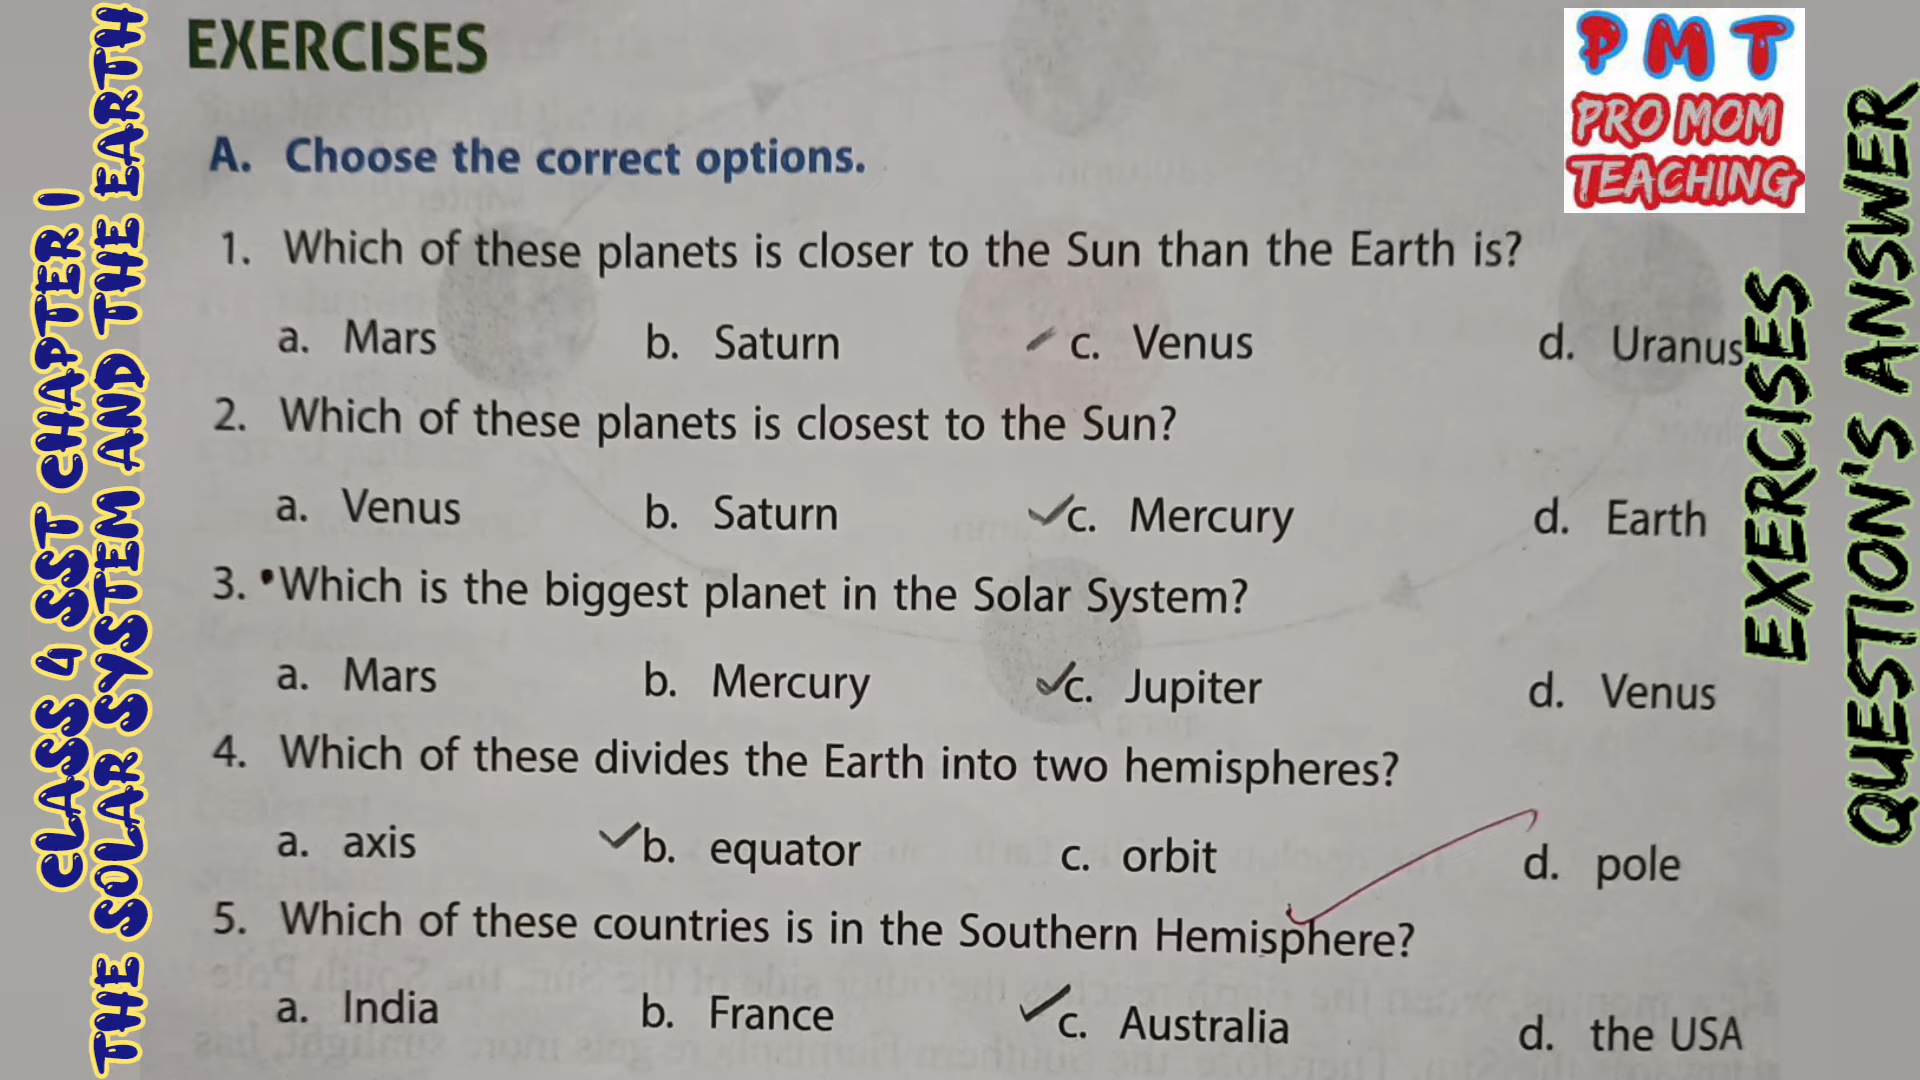 EXERCISES
A. Choose the correct options.
1. Which of these planets is closer to the Sun than the Earth is?
a. Mars b. Saturn c. Venus d. Uranus
2. Which of these planets is closest to the Sun?
a. Venus b. Saturn c. Mercury d. Earth
3. Which is the biggest planet in the Solar System?
a. Mars b. Mercury c. Jupiter d. Venus
4. Which of these divides the Earth into two hemispheres?
a. axis b. equator c. orbit d. pole
5. Which of these countries is in the Southern Hemisphere?
a. India b. France c. Australia d. the USA
CLASS 4 SST CHAPTER 1
THE SOLAR SYSTEM AND THE EARTH
PMT
PRO MOM
TEACHING
EXERCISES
QUESTION'S ANSWER